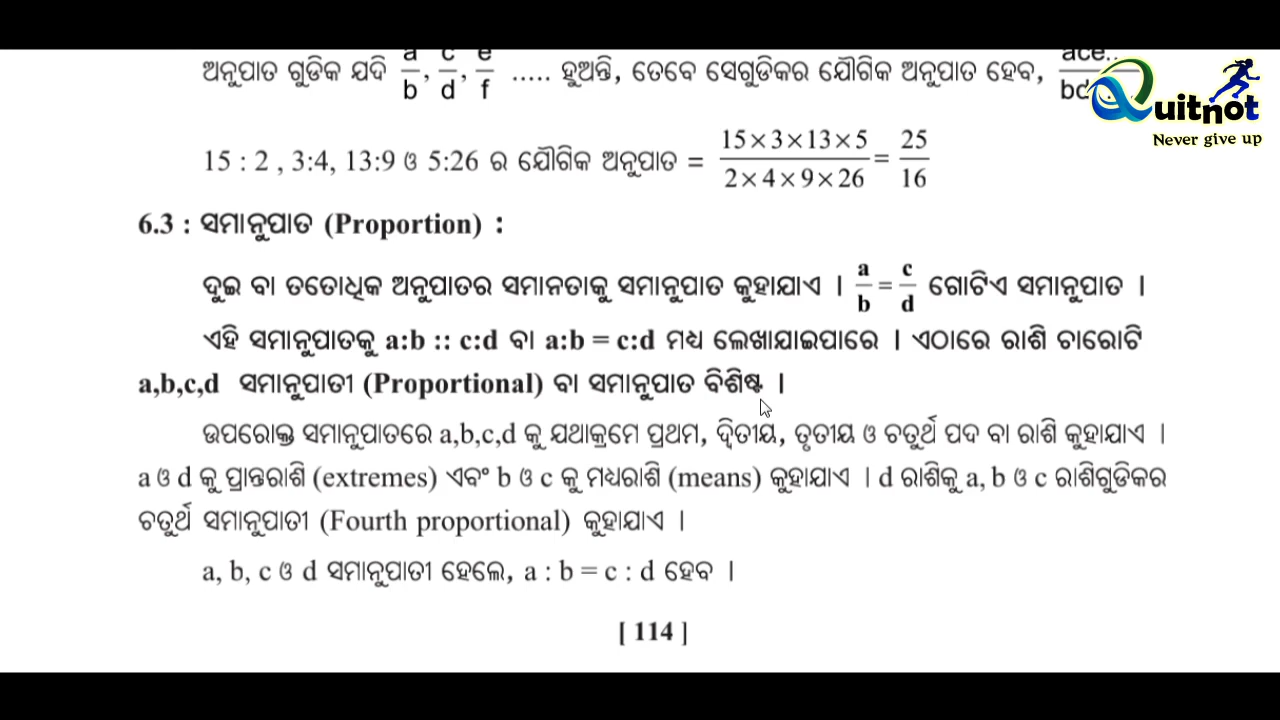 ଅନୁପାତ ଗୁଡିକ ଯଦି a/b, c/d, e/f ..... ହୁଅନ୍ତି, ତେବେ ସେଗୁଡିକର ଯୌଗିକ ଅନୁପାତ ହେବ, ace..
Quitnot
Never give up
15 : 2 , 3:4, 13:9 ଓ 5:26 ର ଯୌଗିକ ଅନୁପାତ = 15×3×13×5 / 2×4×9×26 = 25/16
6.3 : ସମାନୁପାତ (Proportion) :
ଦୁଇ ବା ତତୋଧିକ ଅନୁପାତର ସମାନତାକୁ ସମାନୁପାତ କୁହାଯାଏ । a/b = c/d ଗୋଟିଏ ସମାନୁପାତ ।
ଏହି ସମାନୁପାତକୁ a:b :: c:d ବା a:b = c:d ମଧ୍ୟ ଲେଖାଯାଇପାରେ । ଏଠାରେ ରାଶି ଚାରୋଟି
a,b,c,d ସମାନୁପାତୀ (Proportional) ବା ସମାନୁପାତ ବିଶିଷ୍ଟ ।
ଉପରୋକ୍ତ ସମାନୁପାତରେ a,b,c,d କୁ ଯଥାକ୍ରମେ ପ୍ରଥମ, ଦ୍ୱିତୀୟ, ତୃତୀୟ ଓ ଚତୁର୍ଥ ପଦ ବା ରାଶି କୁହାଯାଏ ।
a ଓ d କୁ ପ୍ରାନ୍ତରାଶି (extremes) ଏବଂ b ଓ c କୁ ମଧ୍ୟରାଶି (means) କୁହାଯାଏ । d ରାଶିକୁ a, b ଓ c ରାଶିଗୁଡିକର
ଚତୁର୍ଥ ସମାନୁପାତୀ (Fourth proportional) କୁହାଯାଏ ।
a, b, c ଓ d ସମାନୁପାତୀ ହେଲେ, a : b = c : d ହେବ ।
[ 114 ]